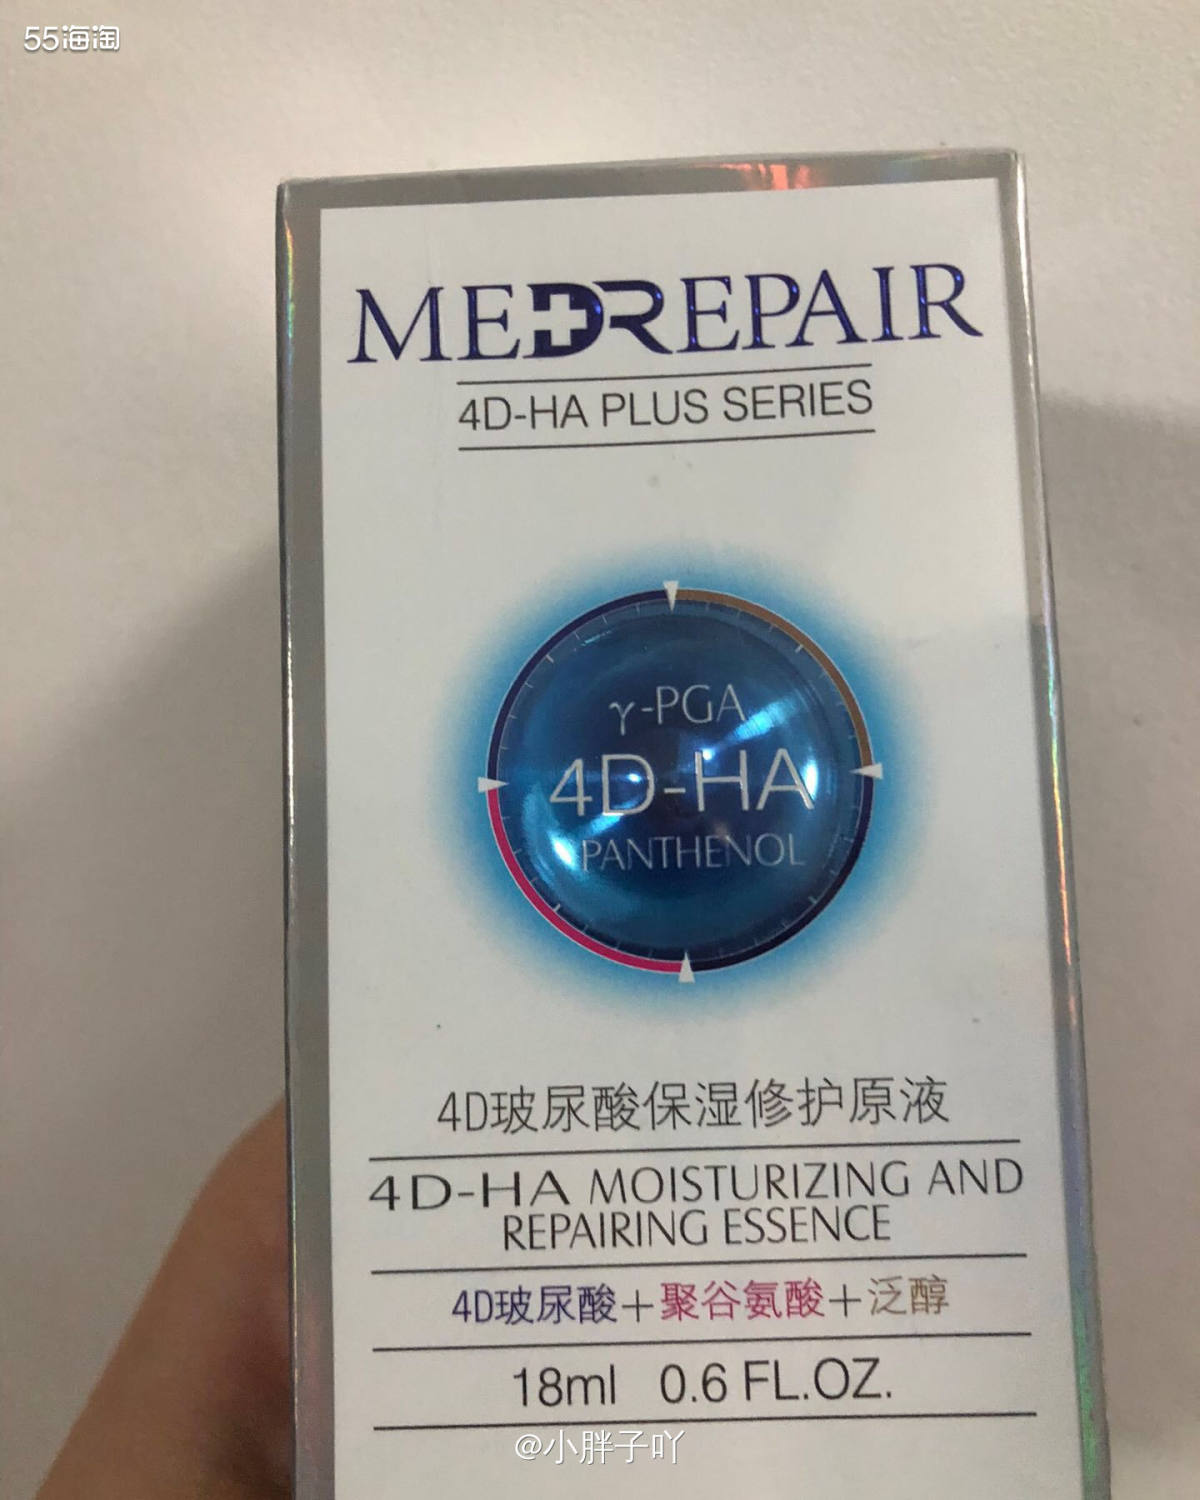 55海淘
MEDREPAIR
4D-HA PLUS SERIES
γ-PGA
4D-HA
PANTHENOL
4D玻尿酸保湿修护原液
4D-HA MOISTURIZING AND
REPAIRING ESSENCE
4D玻尿酸+聚谷氨酸+泛醇
18ml 0.6 FL.OZ.
@小胖子吖